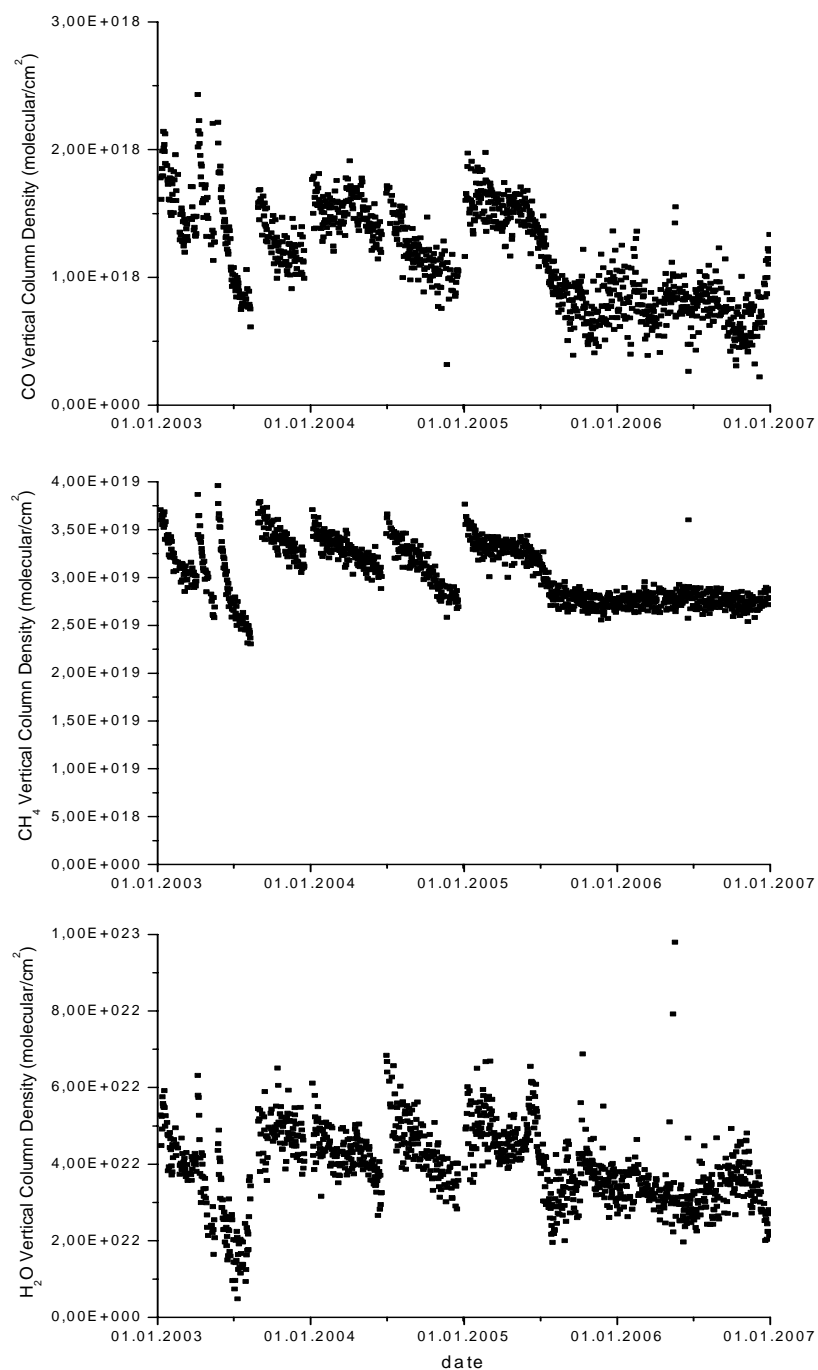 CO Vertical Column Density (molecular/cm²)
3,00E+018
2,00E+018
1,00E+018
0,00E+000
01.01.2003 01.01.2004 01.01.2005 01.01.2006 01.01.2007
CH₄ Vertical Column Density (molecular/cm²)
4,00E+019
3,50E+019
3,00E+019
2,50E+019
2,00E+019
1,50E+019
1,00E+019
5,00E+018
0,00E+000
01.01.2003 01.01.2004 01.01.2005 01.01.2006 01.01.2007
H₂O Vertical Column Density (molecular/cm²)
1,00E+023
8,00E+022
6,00E+022
4,00E+022
2,00E+022
0,00E+000
01.01.2003 01.01.2004 01.01.2005 01.01.2006 01.01.2007
date